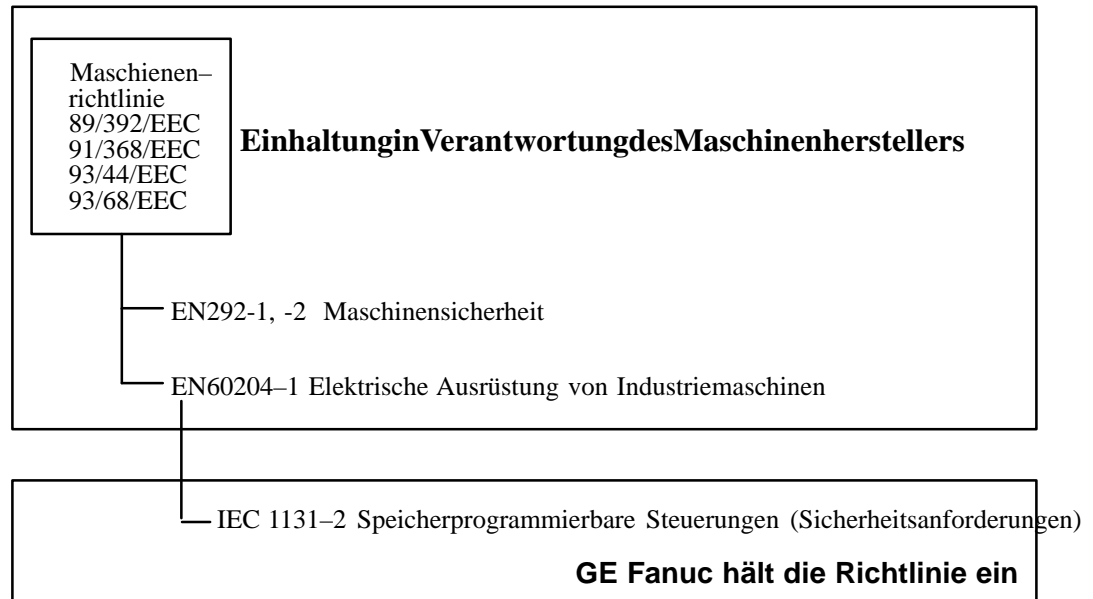 Maschienen–
richtlinie
89/392/EEC
91/368/EEC
93/44/EEC
93/68/EEC
EinhaltunginVerantwortungdesMaschinenherstellers
EN292-1, -2 Maschinensicherheit
EN60204–1 Elektrische Ausrüstung von Industriemaschinen
IEC 1131–2 Speicherprogrammierbare Steuerungen (Sicherheitsanforderungen)
GE Fanuc hält die Richtlinie ein